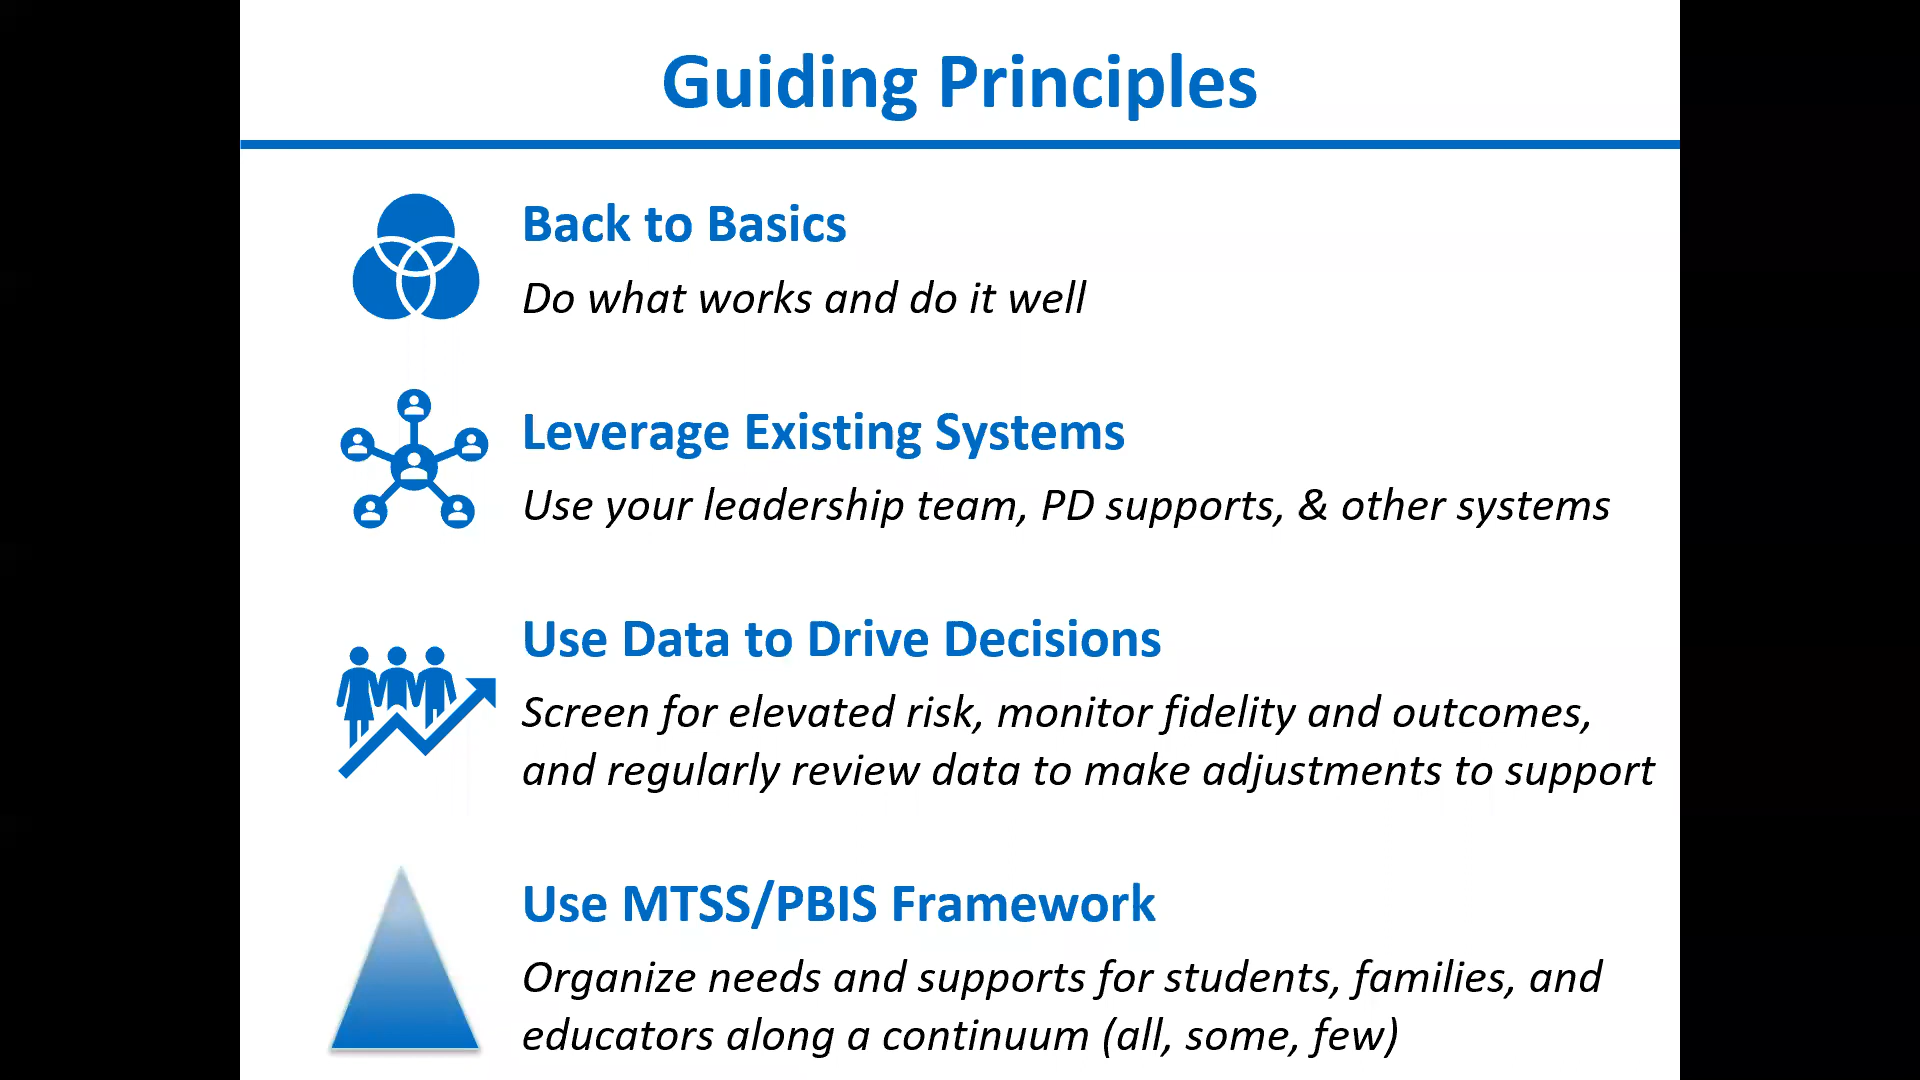 Guiding Principles
Back to Basics
Do what works and do it well
Leverage Existing Systems
Use your leadership team, PD supports, & other systems
Use Data to Drive Decisions
Screen for elevated risk, monitor fidelity and outcomes,
and regularly review data to make adjustments to support
Use MTSS/PBIS Framework
Organize needs and supports for students, families, and
educators along a continuum (all, some, few)